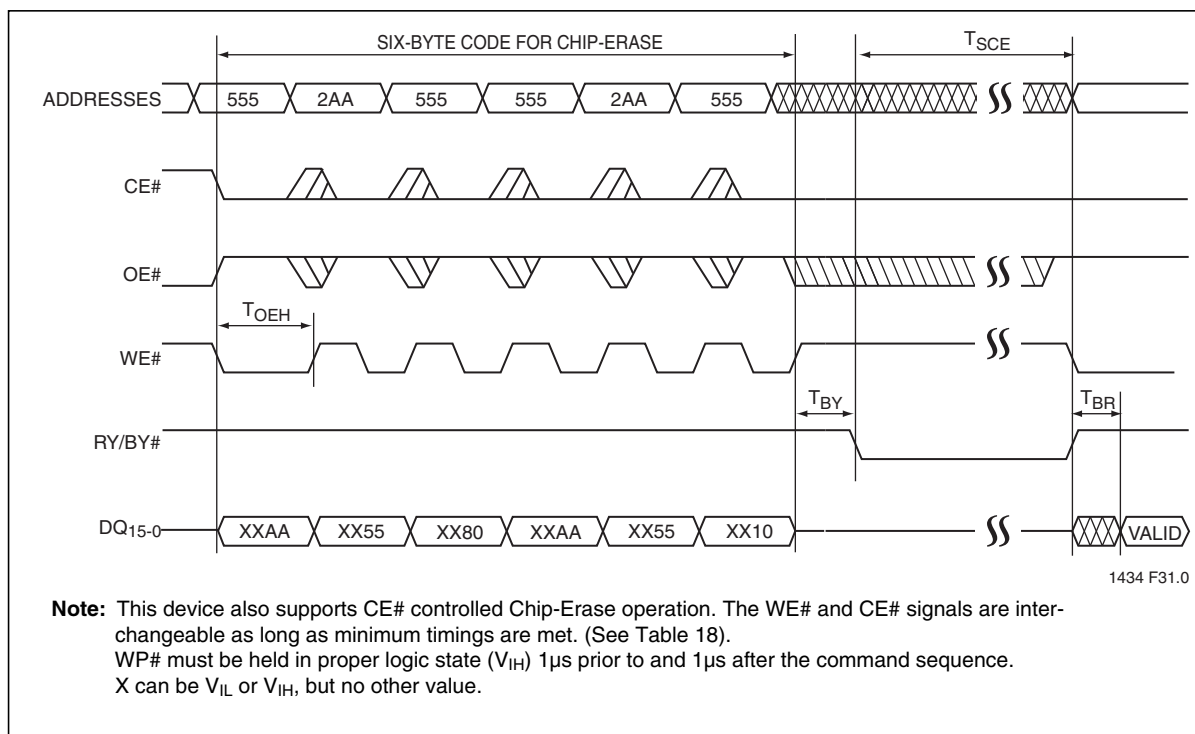 SIX-BYTE CODE FOR CHIP-ERASE
TSCE
ADDRESSES 555 2AA 555 555 2AA 555
CE#
OE#
TOEH
WE#
TBY TBR
RY/BY#
DQ15-0 XXAA XX55 XX80 XXAA XX55 XX10 VALID
1434 F31.0
Note: This device also supports CE# controlled Chip-Erase operation. The WE# and CE# signals are inter-
changeable as long as minimum timings are met. (See Table 18).
WP# must be held in proper logic state (VIH) 1µs prior to and 1µs after the command sequence.
X can be VIL or VIH, but no other value.